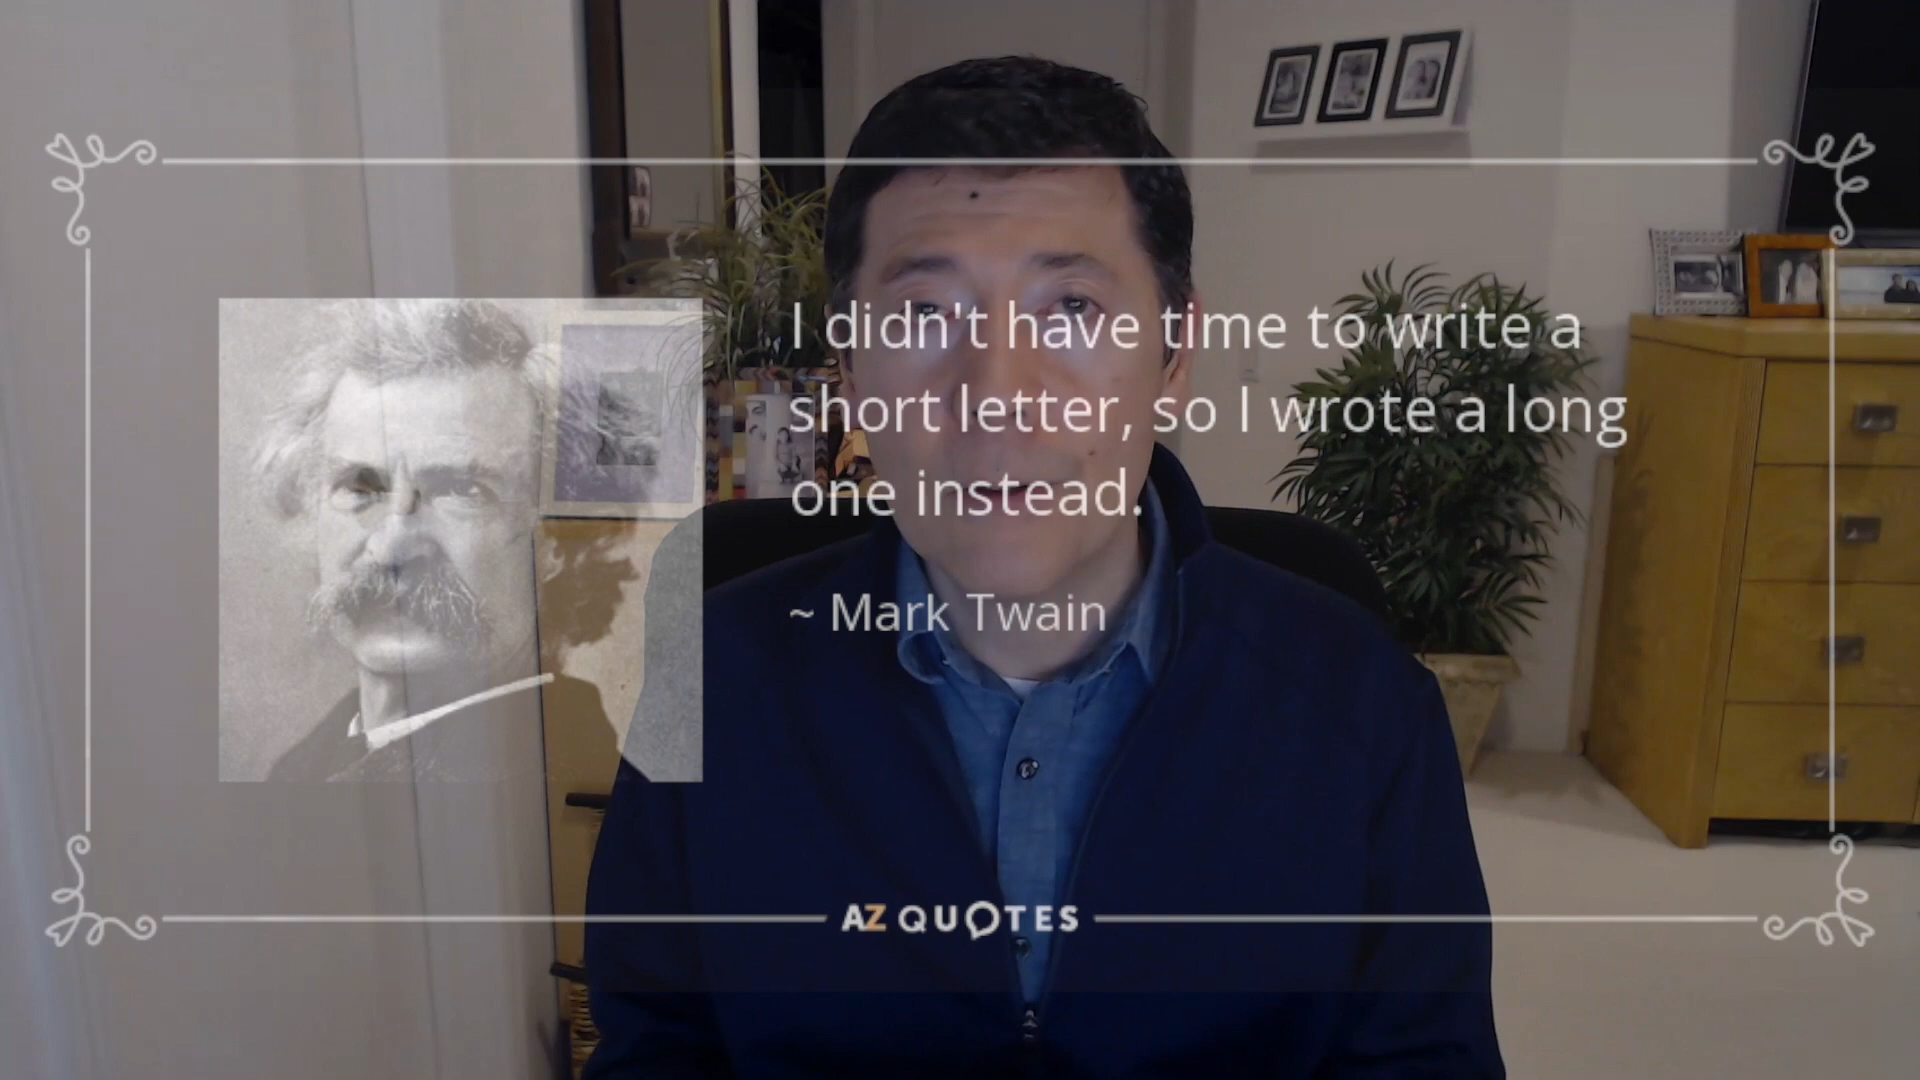 I didn't have time to write a
short letter, so I wrote a long
one instead.
~ Mark Twain
AZ QUOTES